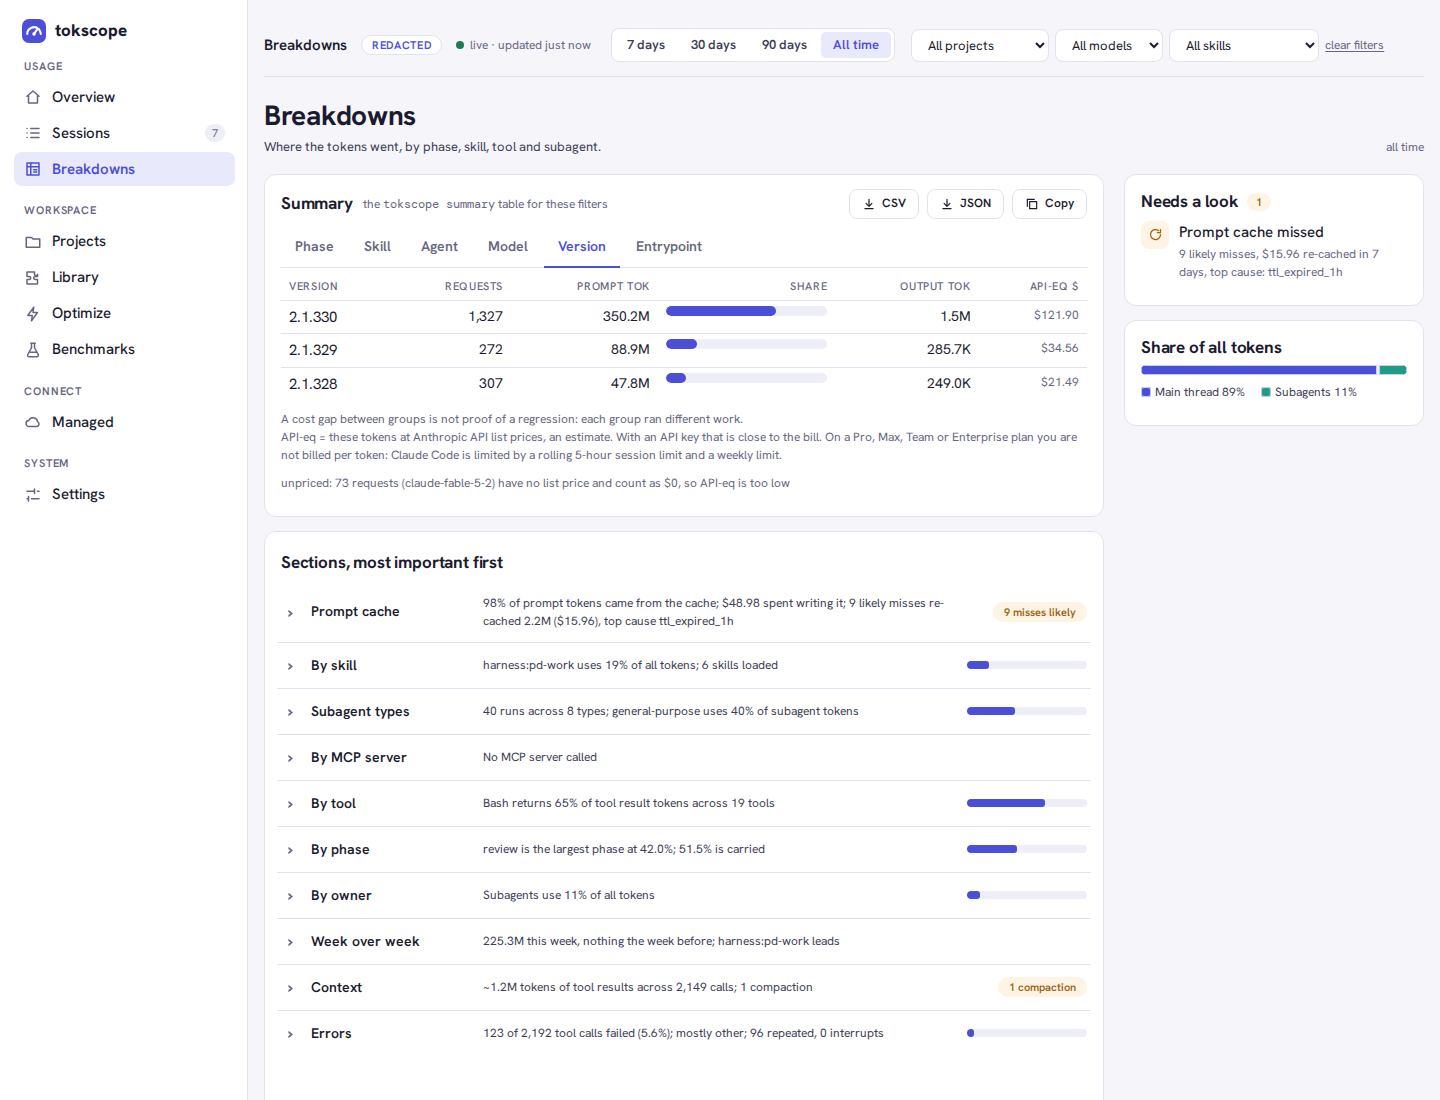 tokscope
USAGE
Overview
Sessions 7
Breakdowns
WORKSPACE
Projects
Library
Optimize
Benchmarks
CONNECT
Managed
SYSTEM
Settings
Breakdowns REDACTED live · updated just now 7 days 30 days 90 days All time All projects All models All skills clear filters
Breakdowns
Where the tokens went, by phase, skill, tool and subagent. all time
Summary the tokscope summary table for these filters CSV JSON Copy
Phase Skill Agent Model Version Entrypoint
VERSION REQUESTS PROMPT TOK SHARE OUTPUT TOK API-EQ $
2.1.330 1,327 350.2M 1.5M $121.90
2.1.329 272 88.9M 285.7K $34.56
2.1.328 307 47.8M 249.0K $21.49
A cost gap between groups is not proof of a regression: each group ran different work.
API-eq = these tokens at Anthropic API list prices, an estimate. With an API key that is close to the bill. On a Pro, Max, Team or Enterprise plan you are
not billed per token: Claude Code is limited by a rolling 5-hour session limit and a weekly limit.
unpriced: 73 requests (claude-fable-5-2) have no list price and count as $0, so API-eq is too low
Needs a look 1
Prompt cache missed
9 likely misses, $15.96 re-cached in 7
days, top cause: ttl_expired_1h
Share of all tokens
Main thread 89% Subagents 11%
Sections, most important first
Prompt cache 98% of prompt tokens came from the cache; $48.98 spent writing it; 9 likely misses re-
cached 2.2M ($15.96), top cause ttl_expired_1h 9 misses likely
By skill harness:pd-work uses 19% of all tokens; 6 skills loaded
Subagent types 40 runs across 8 types; general-purpose uses 40% of subagent tokens
By MCP server No MCP server called
By tool Bash returns 65% of tool result tokens across 19 tools
By phase review is the largest phase at 42.0%; 51.5% is carried
By owner Subagents use 11% of all tokens
Week over week 225.3M this week, nothing the week before; harness:pd-work leads
Context ~1.2M tokens of tool results across 2,149 calls; 1 compaction 1 compaction
Errors 123 of 2,192 tool calls failed (5.6%); mostly other; 96 repeated, 0 interrupts